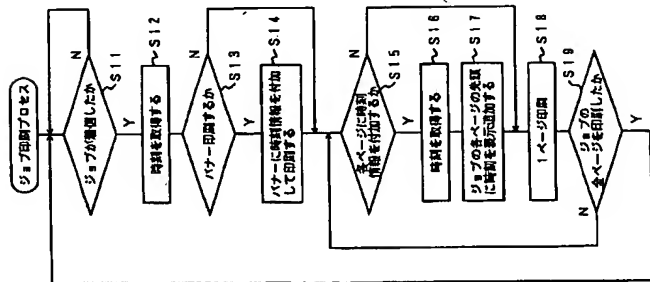 ジョブ印刷プロセス
ジョブが着信したか
S11
N
Y
時刻を取得する
S12
バナー印刷するか
S13
N
Y
バナーに時刻情報を付加
して印刷する
S14
各ページに時刻
情報を付加するか
S15
N
Y
時刻を取得する
S16
ジョブの各ページの先頭
に時刻を表示追加する
S17
1ページ印刷
S18
ジョブの
全ページを印刷したか
S19
N
Y